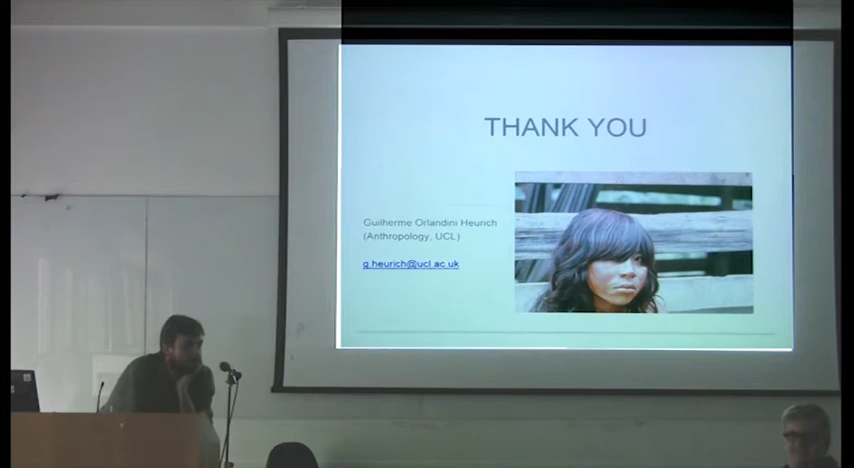 THANK YOU
Guilherme Orlandini Heurich
(Anthropology, UCL)
g.heurich@ucl.ac.uk